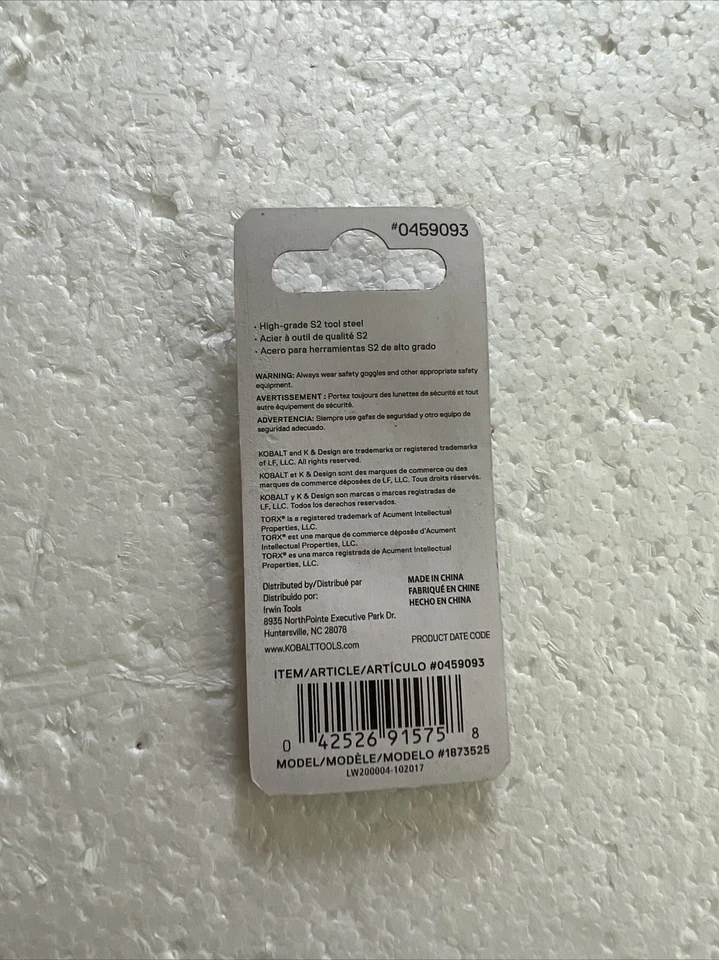 #0459093
• High-grade S2 tool steel
• Acier à outil de qualité S2
• Acero para herramientas S2 de alto grado
WARNING: Always wear safety goggles and other appropriate safety
equipment.
AVERTISSEMENT : Portez toujours des lunettes de sécurité et tout
autre équipement de sécurité.
ADVERTENCIA: Siempre use gafas de seguridad y otro equipo de
seguridad adecuado.
KOBALT and K & Design are trademarks or registered trademarks
of LF, LLC. All rights reserved.
KOBALT et K & Design sont des marques de commerce ou des
marques de commerce déposées de LF, LLC. Tous droits réservés.
KOBALT y K & Design son marcas o marcas registradas de
LF, LLC. Todos los derechos reservados.
TORX® is a registered trademark of Acument Intellectual
Properties, LLC.
TORX® est une marque de commerce déposée d'Acument
Intellectual Properties, LLC.
TORX® es una marca registrada de Acument Intellectual
Properties, LLC.
Distributed by/Distribué par
Distribuido por:
Irwin Tools
8935 NorthPointe Executive Park Dr.
Huntersville, NC 28078
www.KOBALTTOOLS.com
MADE IN CHINA
FABRIQUÉ EN CHINE
HECHO EN CHINA
PRODUCT DATE CODE
ITEM/ARTICLE/ARTÍCULO #0459093
0 42526 91575 8
MODEL/MODÈLE/MODELO #1873525
LW200004-102017